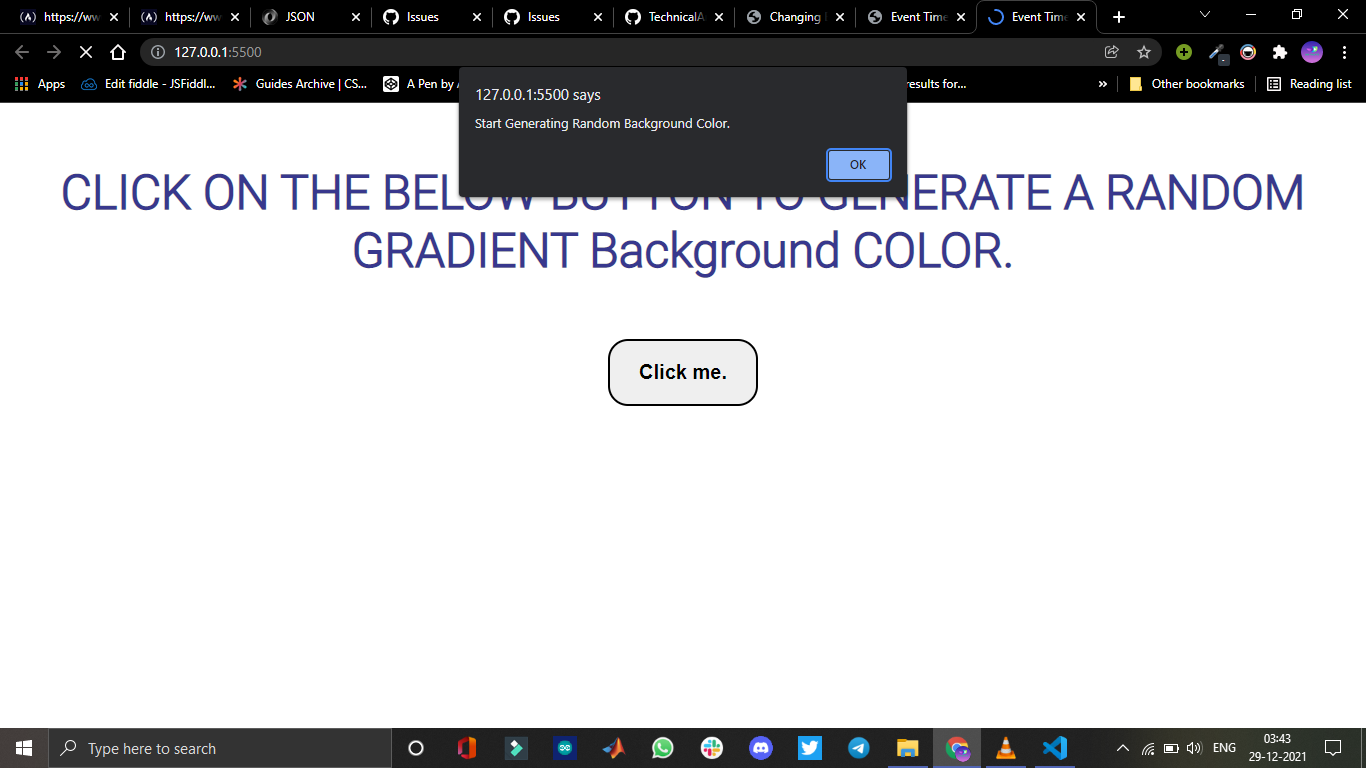 https://ww
https://ww
JSON
Issues
Issues
TechnicalA
Changing
Event Time
Event Time
127.0.0.1:5500
Apps
Edit fiddle - JSFiddl...
Guides Archive | CS...
A Pen by
results for...
»
Other bookmarks
Reading list
127.0.0.1:5500 says
Start Generating Random Background Color.
OK
CLICK ON THE BELOW BUTTON TO GENERATE A RANDOM
GRADIENT Background COLOR.
Click me.
Type here to search
ENG
03:43
29-12-2021